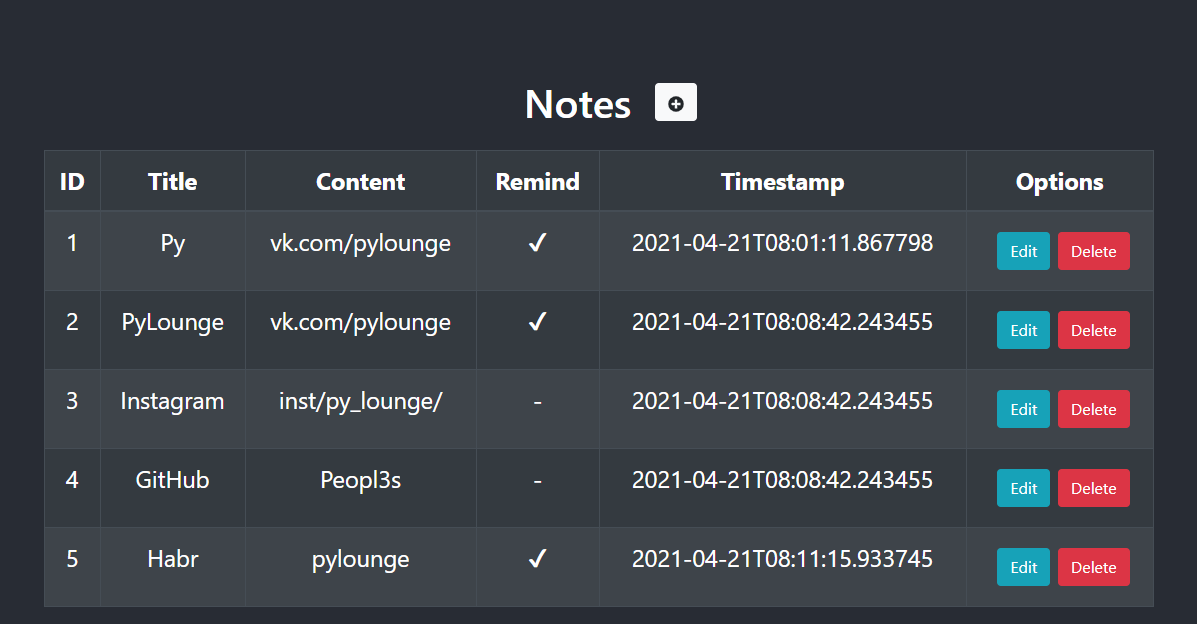 Notes
ID Title Content Remind Timestamp Options
1 Py vk.com/pylounge ✓ 2021-04-21T08:01:11.867798 Edit Delete
2 PyLounge vk.com/pylounge ✓ 2021-04-21T08:08:42.243455 Edit Delete
3 Instagram inst/py_lounge/ - 2021-04-21T08:08:42.243455 Edit Delete
4 GitHub Peopl3s - 2021-04-21T08:08:42.243455 Edit Delete
5 Habr pylounge ✓ 2021-04-21T08:11:15.933745 Edit Delete